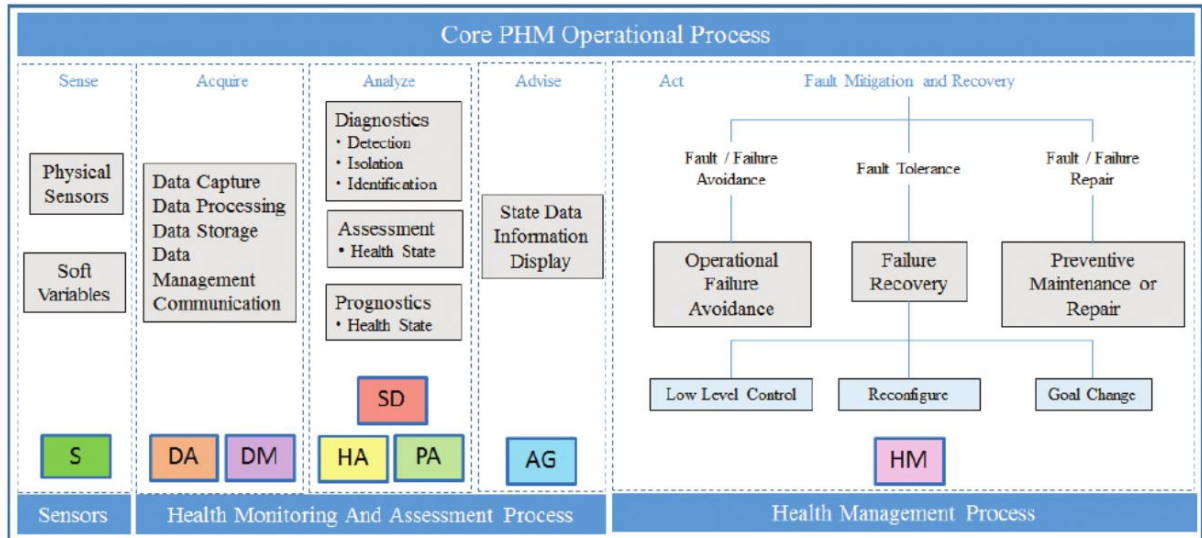 Core PHM Operational Process
Sense
Physical
Sensors
Soft
Variables
S
Sensors
Acquire
Data Capture
Data Processing
Data Storage
Data
Management
Communication
DA
DM
Analyze
Diagnostics
• Detection
• Isolation
• Identification
Assessment
• Health State
Prognostics
• Health State
SD
HA
PA
Advise
State Data
Information
Display
AG
Health Monitoring And Assessment Process
Act
Fault Mitigation and Recovery
Fault / Failure
Avoidance
Fault Tolerance
Fault / Failure
Repair
Operational
Failure
Avoidance
Failure
Recovery
Preventive
Maintenance or
Repair
Low Level Control
Reconfigure
Goal Change
HM
Health Management Process